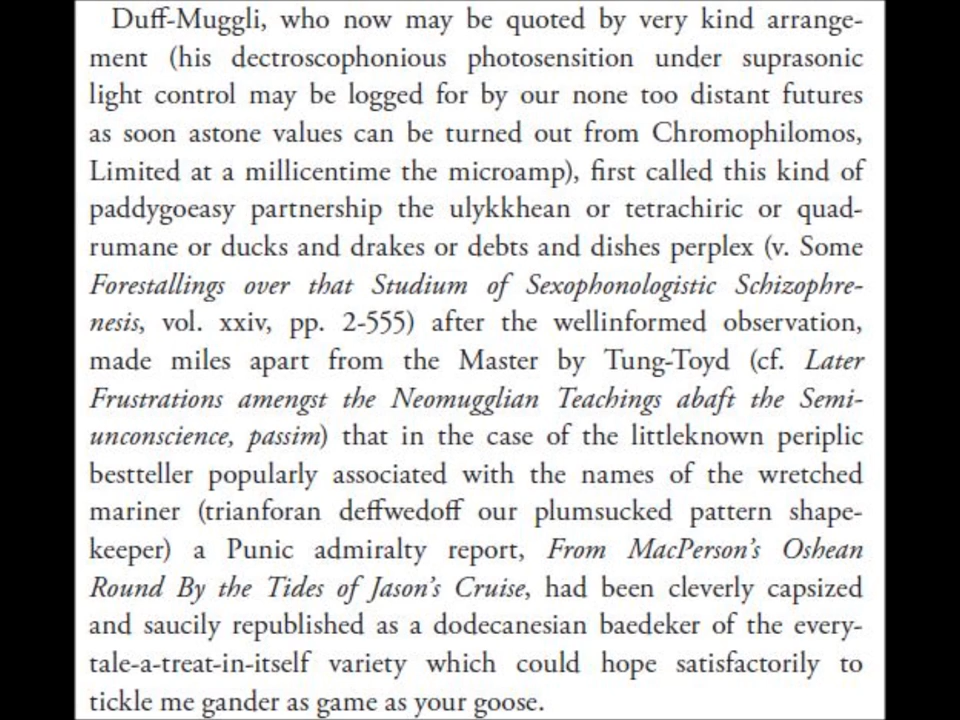 Duff-Muggli, who now may be quoted by very kind arrange-
ment (his dectroscophonious photosensition under suprasonic
light control may be logged for by our none too distant futures
as soon astone values can be turned out from Chromophilomos,
Limited at a millicentime the microamp), first called this kind of
paddygoeasy partnership the ulykkhean or tetrachiric or quad-
rumane or ducks and drakes or debts and dishes perplex (v. Some
Forestallings over that Studium of Sexophonologistic Schizophre-
nesis, vol. xxiv, pp. 2-555) after the wellinformed observation,
made miles apart from the Master by Tung-Toyd (cf. Later
Frustrations amengst the Neomugglian Teachings abaft the Semi-
unconscience, passim) that in the case of the littleknown periplic
bestteller popularly associated with the names of the wretched
mariner (trianforan deffwedoff our plumsucked pattern shape-
keeper) a Punic admiralty report, From MacPerson's Oshean
Round By the Tides of Jason's Cruise, had been cleverly capsized
and saucily republished as a dodecanesian baedeker of the every-
tale-a-treat-in-itself variety which could hope satisfactorily to
tickle me gander as game as your goose.